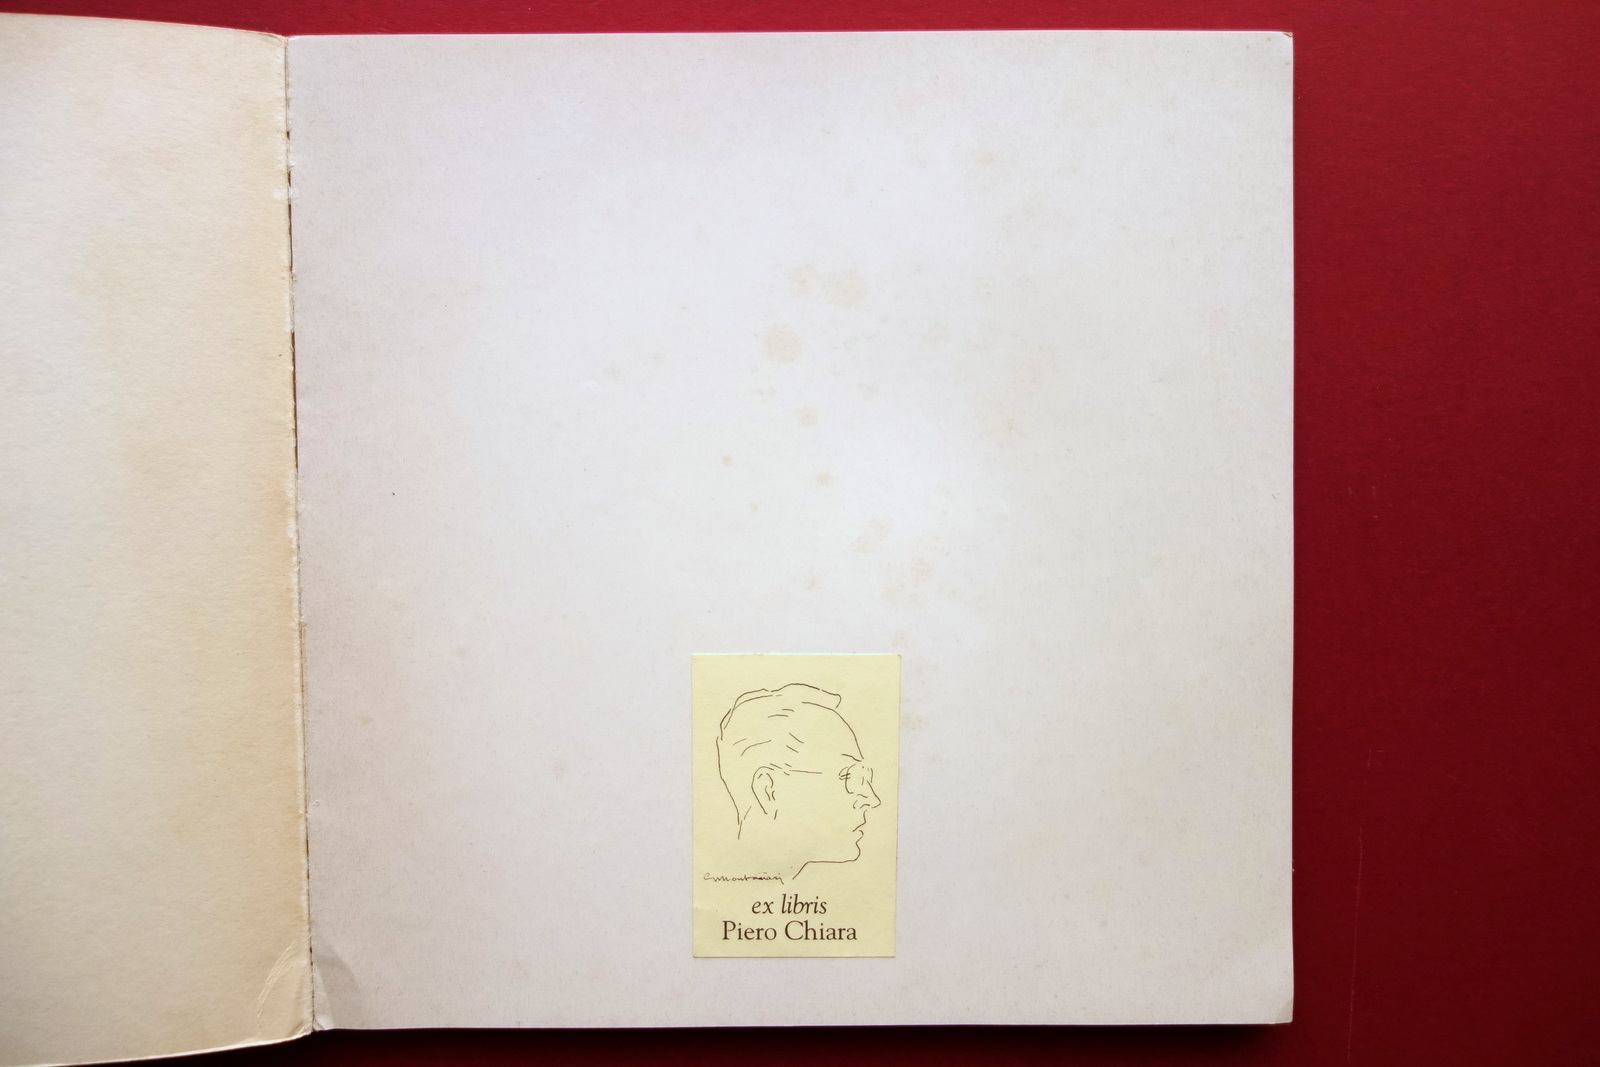 ex libris
Piero Chiara